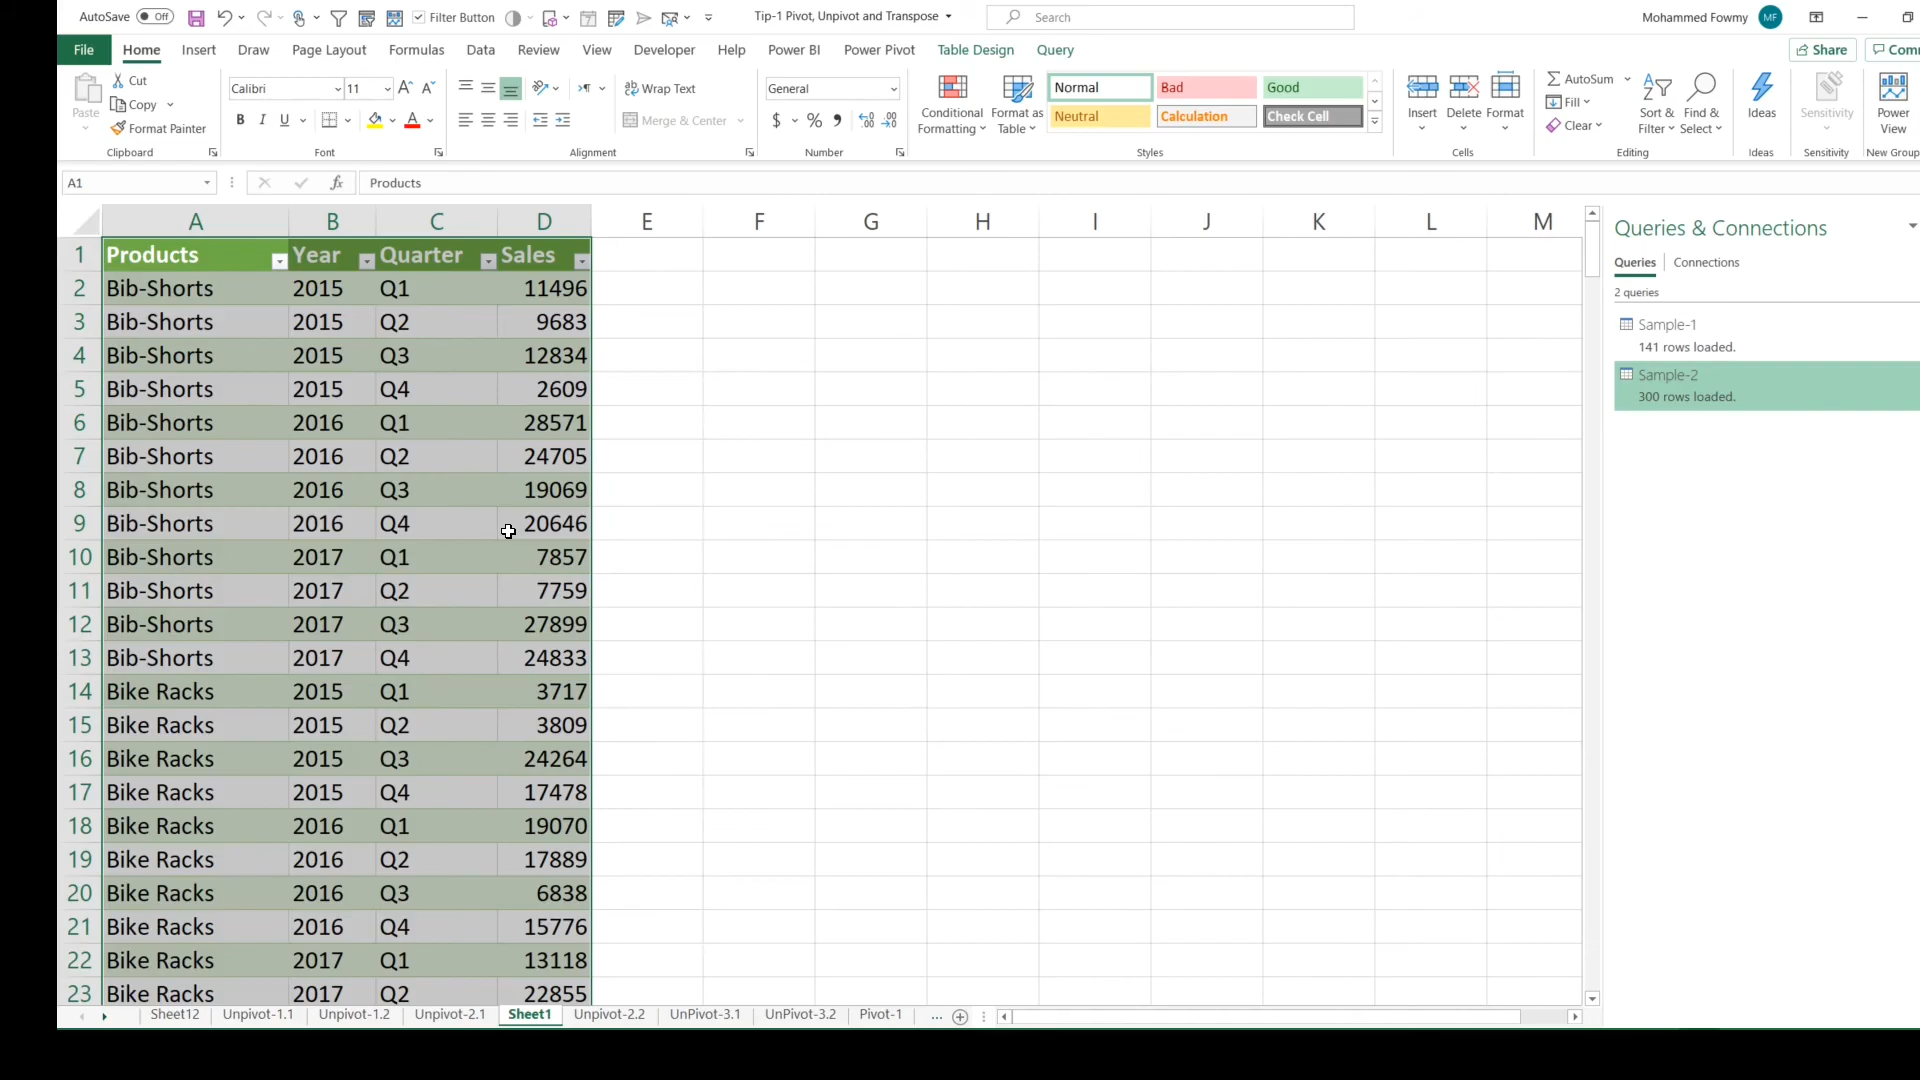 AutoSave Off Filter Button Tip-1 Pivot, Unpivot and Transpose Search Mohammed Fowmy MF
File Home Insert Draw Page Layout Formulas Data Review View Developer Help Power BI Power Pivot Table Design Query Share Com
Paste Cut Copy Format Painter
Calibri 11 B I U A A A
Wrap Text Merge & Center
General $ % 9
Conditional Formatting Format as Table
Normal Bad Good
Neutral Calculation Check Cell
Insert Delete Format
AutoSum Fill Clear Sort & Filter Find & Select
Ideas Sensitivity Power View
Clipboard Font Alignment Number Styles Cells Editing Ideas Sensitivity New Group
A1 fx Products
A B C D E F G H I J K L M
1 Products Year Quarter Sales
2 Bib-Shorts 2015 Q1 11496
3 Bib-Shorts 2015 Q2 9683
4 Bib-Shorts 2015 Q3 12834
5 Bib-Shorts 2015 Q4 2609
6 Bib-Shorts 2016 Q1 28571
7 Bib-Shorts 2016 Q2 24705
8 Bib-Shorts 2016 Q3 19069
9 Bib-Shorts 2016 Q4 20646
10 Bib-Shorts 2017 Q1 7857
11 Bib-Shorts 2017 Q2 7759
12 Bib-Shorts 2017 Q3 27899
13 Bib-Shorts 2017 Q4 24833
14 Bike Racks 2015 Q1 3717
15 Bike Racks 2015 Q2 3809
16 Bike Racks 2015 Q3 24264
17 Bike Racks 2015 Q4 17478
18 Bike Racks 2016 Q1 19070
19 Bike Racks 2016 Q2 17889
20 Bike Racks 2016 Q3 6838
21 Bike Racks 2016 Q4 15776
22 Bike Racks 2017 Q1 13118
23 Bike Racks 2017 Q2 22855
Queries & Connections
Queries Connections
2 queries
Sample-1
141 rows loaded.
Sample-2
300 rows loaded.
Sheet12 Unpivot-1.1 Unpivot-1.2 Unpivot-2.1 Sheet1 Unpivot-2.2 UnPivot-3.1 UnPivot-3.2 Pivot-1 ...